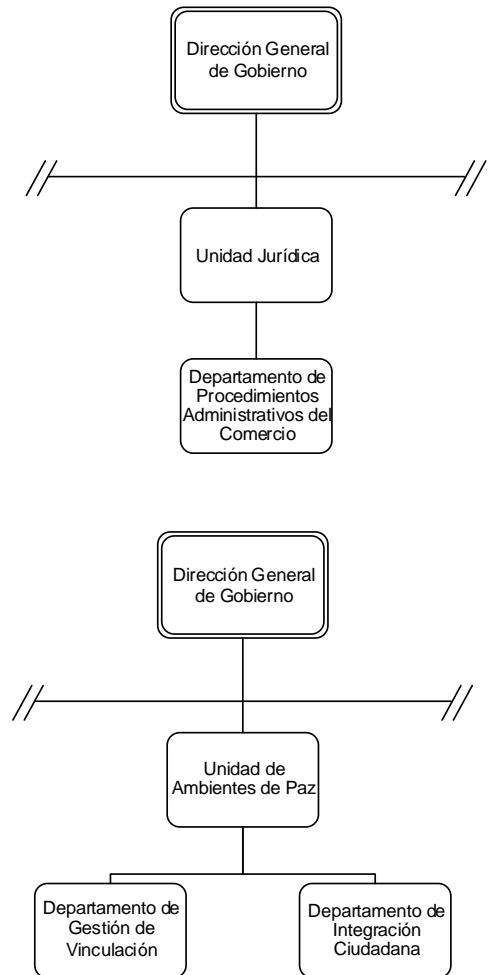 Dirección General
de Gobierno
Unidad Jurídica
Departamento de
Procedimientos
Administrativos del
Comercio
Dirección General
de Gobierno
Unidad de
Ambientes de Paz
Departamento de
Gestión de
Vinculación
Departamento de
Integración
Ciudadana